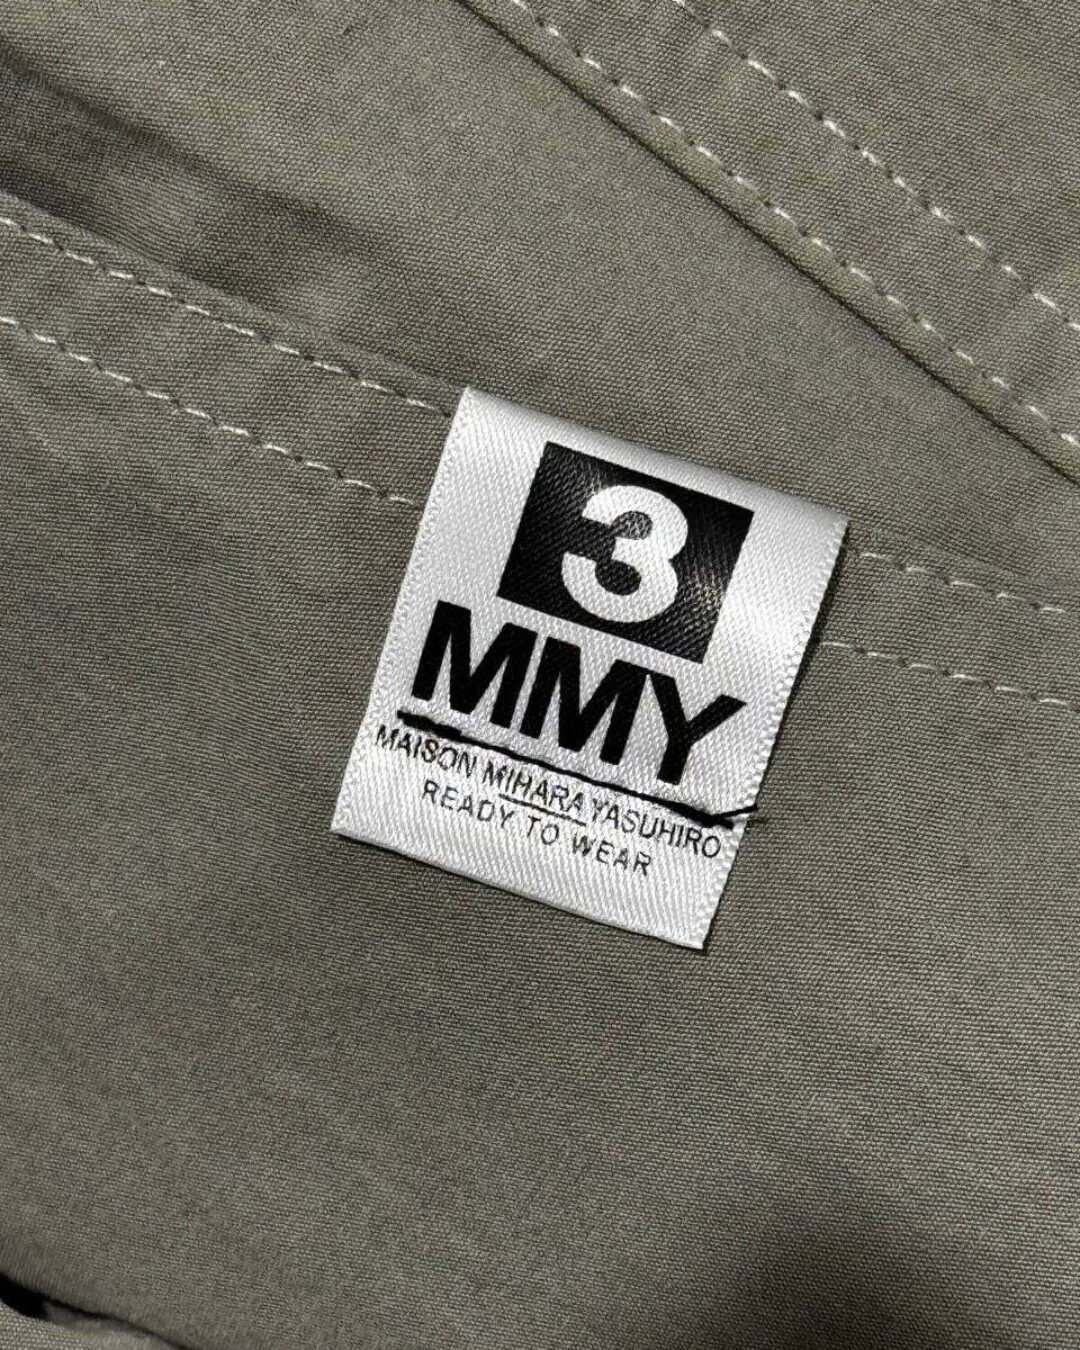 3
MMY
MAISON MIHARA YASUHIRO
READY TO WEAR